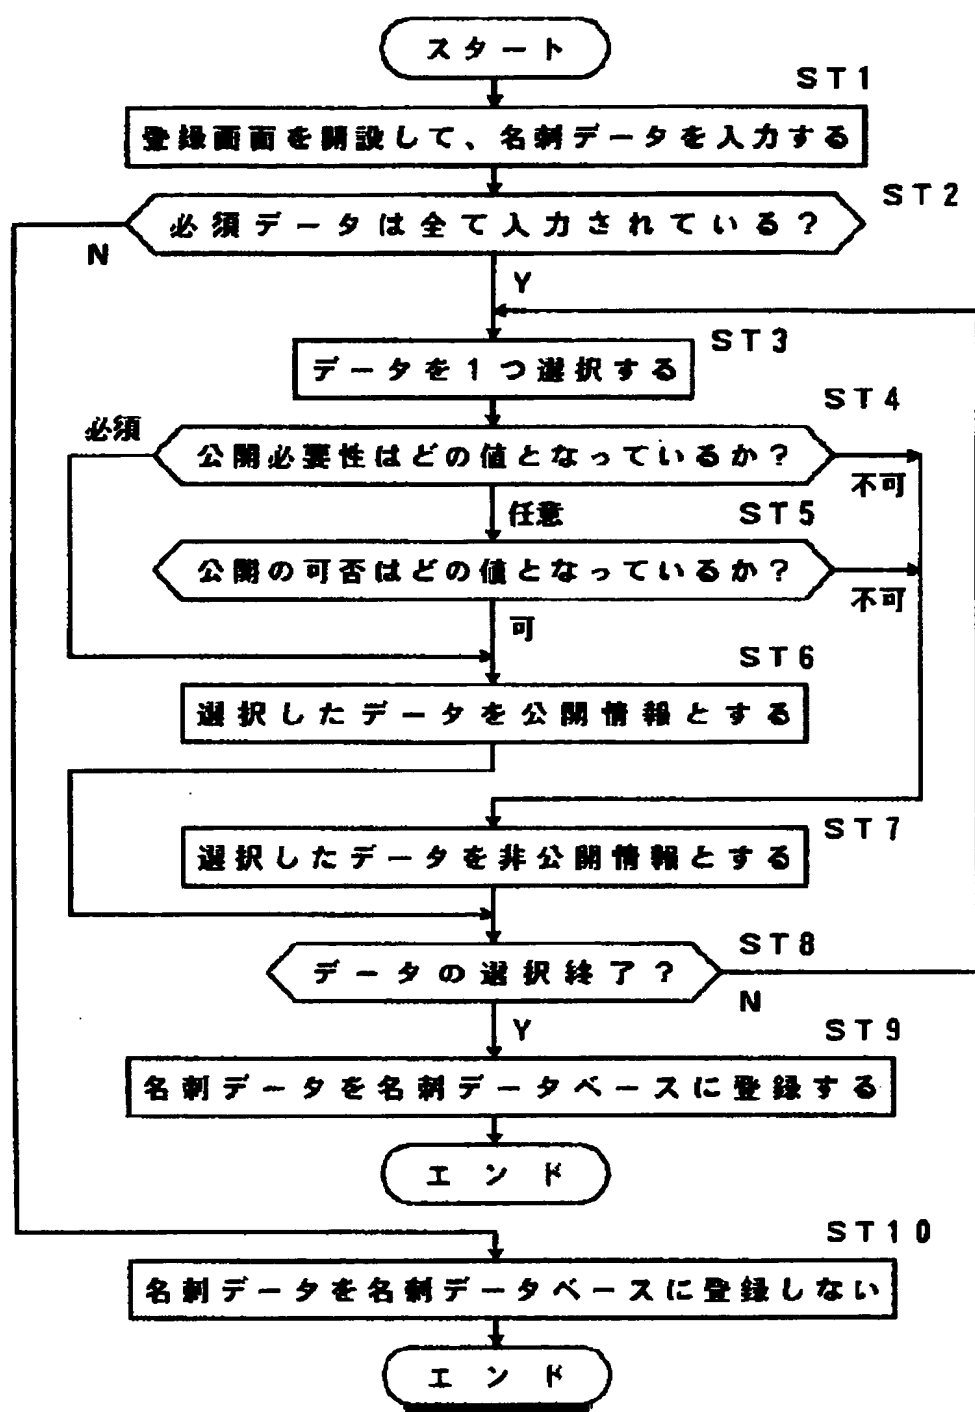 スタート
ST1
登録画面を開設して、名刺データを入力する
ST2
必須データは全て入力されている?
N
Y
ST3
データを1つ選択する
ST4
必須
公開必要性はどの値となっているか?
不可
任意
ST5
公開の可否はどの値となっているか?
不可
可
ST6
選択したデータを公開情報とする
ST7
選択したデータを非公開情報とする
ST8
データの選択終了?
N
Y
ST9
名刺データを名刺データベースに登録する
エンド
ST10
名刺データを名刺データベースに登録しない
エンド